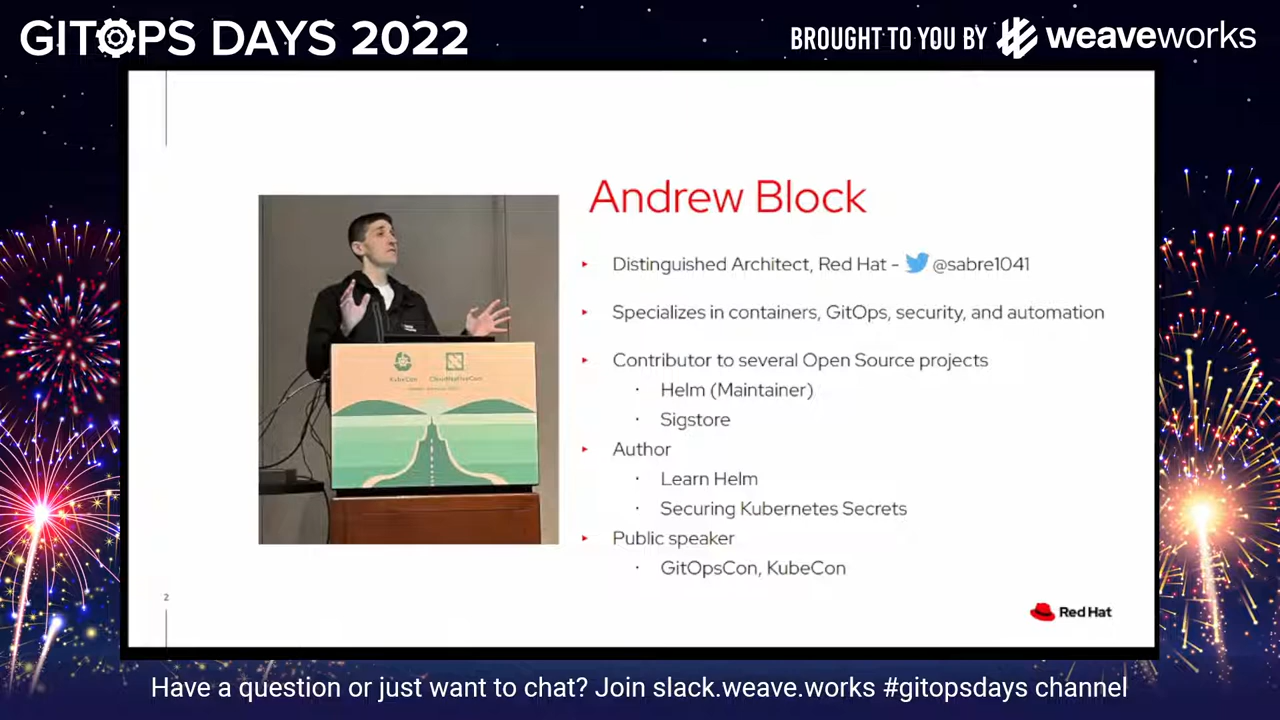 GITOPS DAYS 2022
BROUGHT TO YOU BY weaveworks
Andrew Block
Distinguished Architect, Red Hat - @sabre1041
Specializes in containers, GitOps, security, and automation
Contributor to several Open Source projects
Helm (Maintainer)
Sigstore
Author
Learn Helm
Securing Kubernetes Secrets
Public speaker
GitOpsCon, KubeCon
KubeCon CloudNativeCon
2
Red Hat
Have a question or just want to chat? Join slack.weave.works #gitopsdays channel